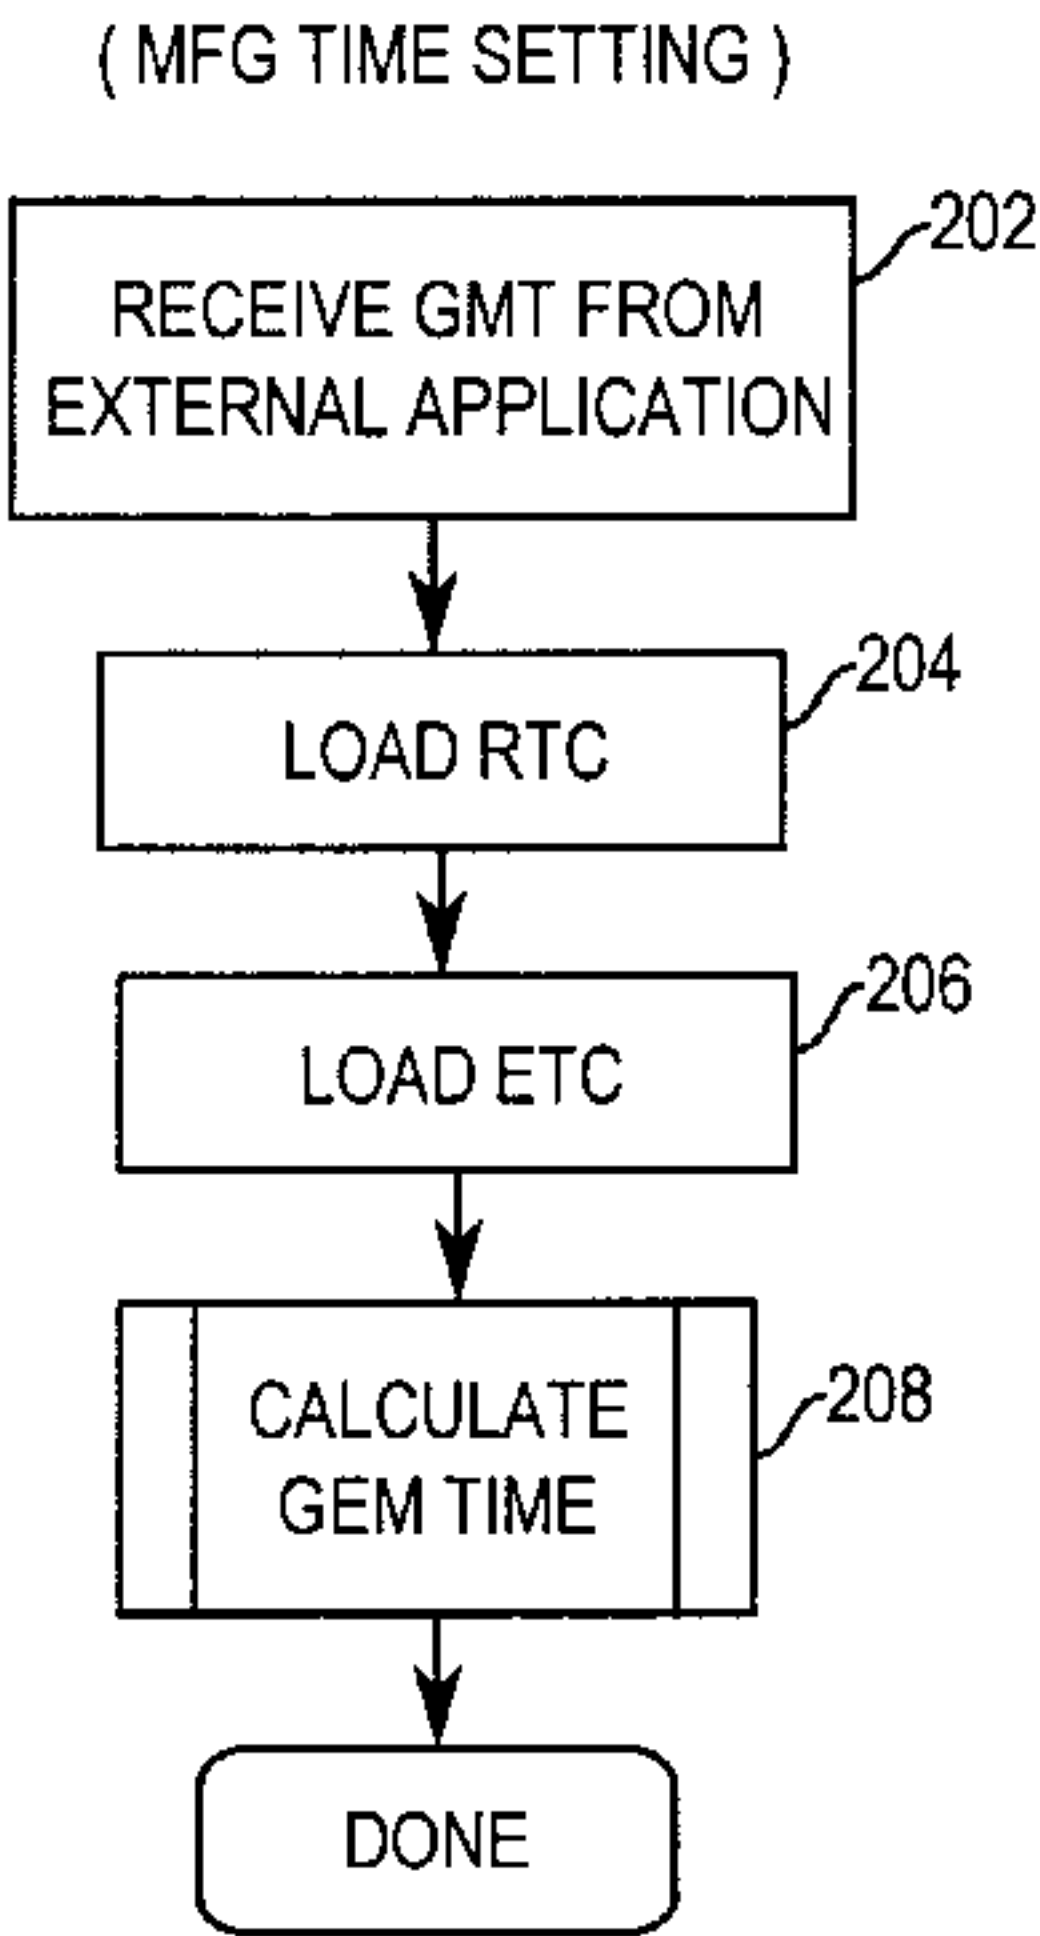 ( MFG TIME SETTING )
202
RECEIVE GMT FROM
EXTERNAL APPLICATION
204
LOAD RTC
206
LOAD ETC
208
CALCULATE
GEM TIME
DONE